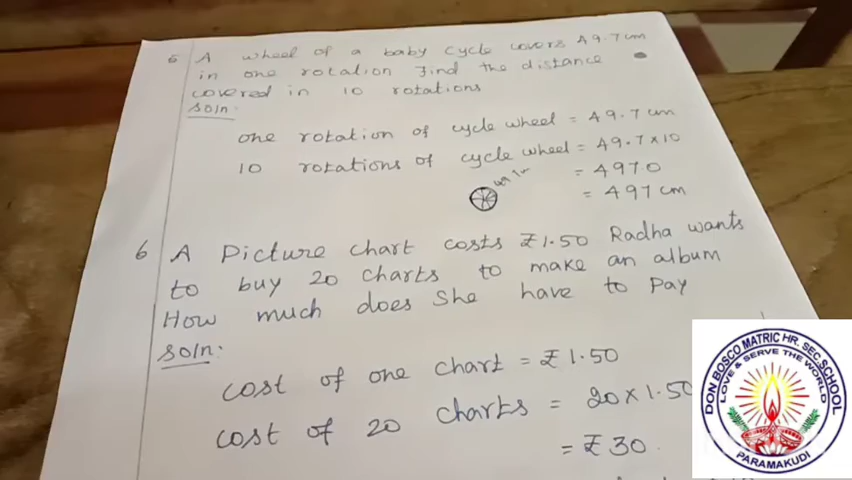 5 A wheel of a baby cycle covers 49.7 cm
in one rotation Find the distance
covered in 10 rotations
Soln:
one rotation of cycle wheel = 49.7 cm
10 rotations of cycle wheel = 49.7 x 10
= 4970
= 497 cm
6 A Picture chart costs ₹1.50 Radha wants
to buy 20 charts to make an album
How much does She have to Pay
Soln:
cost of one chart = ₹1.50
cost of 20 charts = 20 x 1.50
= ₹30
DON BOSCO MATRIC HR. SEC. SCHOOL
LOVE & SERVE THE WORLD
PARAMAKUDI